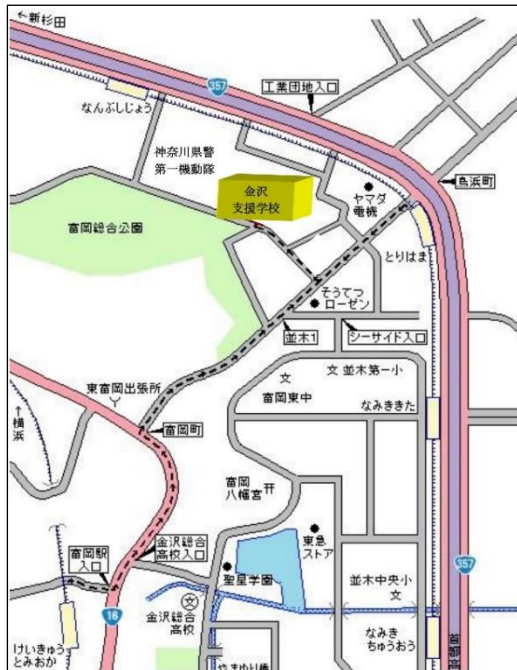 ←新杉田
357
工業団地入口
なんぶしじょう
神奈川県警
第一機動隊
金沢
支援学校
鳥浜町
ヤマダ
電機
富岡総合公園
とりはま
そうてつ
ローゼン
並木1
シーサイド入口
東富岡出張所
文
文 並木第一小
富岡東中
なみききた
↑
横浜
富岡町
富岡
八幡宮
金沢総合
高校入口
富岡駅
入口
東急
ストア
聖星学園
357
16
文
金沢総合
高校
並木中央小
文
けいきゅう
とみおか
なみき
ちゅうおう